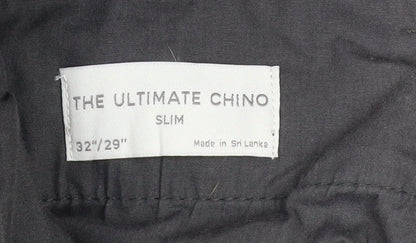 THE ULTIMATE CHINO
SLIM
32"/29"
Made in Sri Lanka